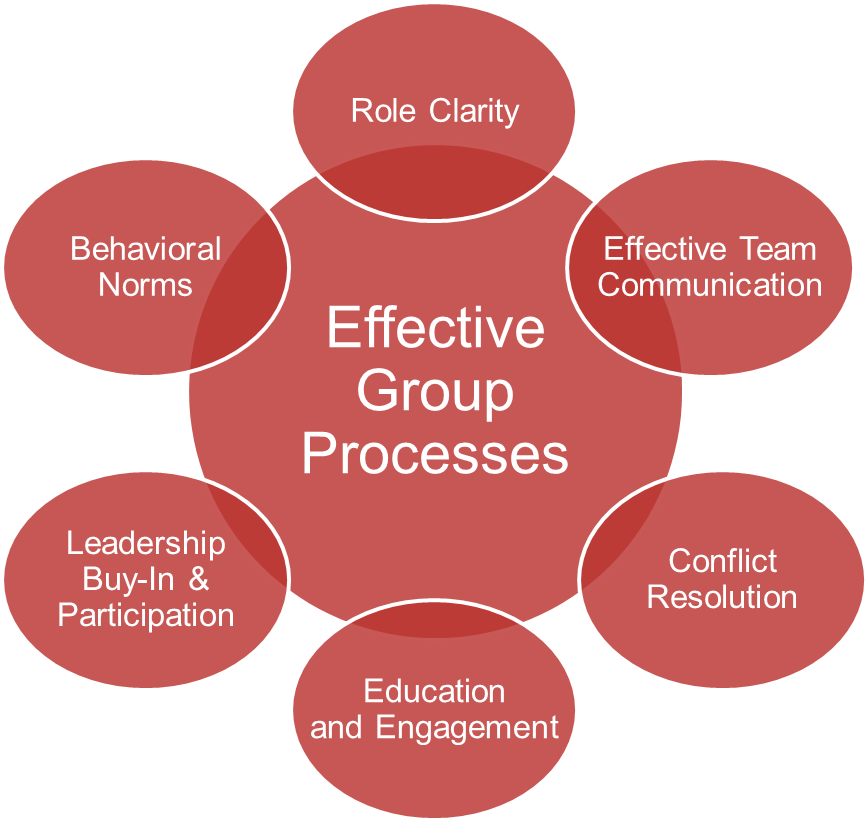 Role Clarity
Effective Team
Communication
Conflict
Resolution
Education
and Engagement
Leadership
Buy-In &
Participation
Behavioral
Norms
Effective
Group
Processes